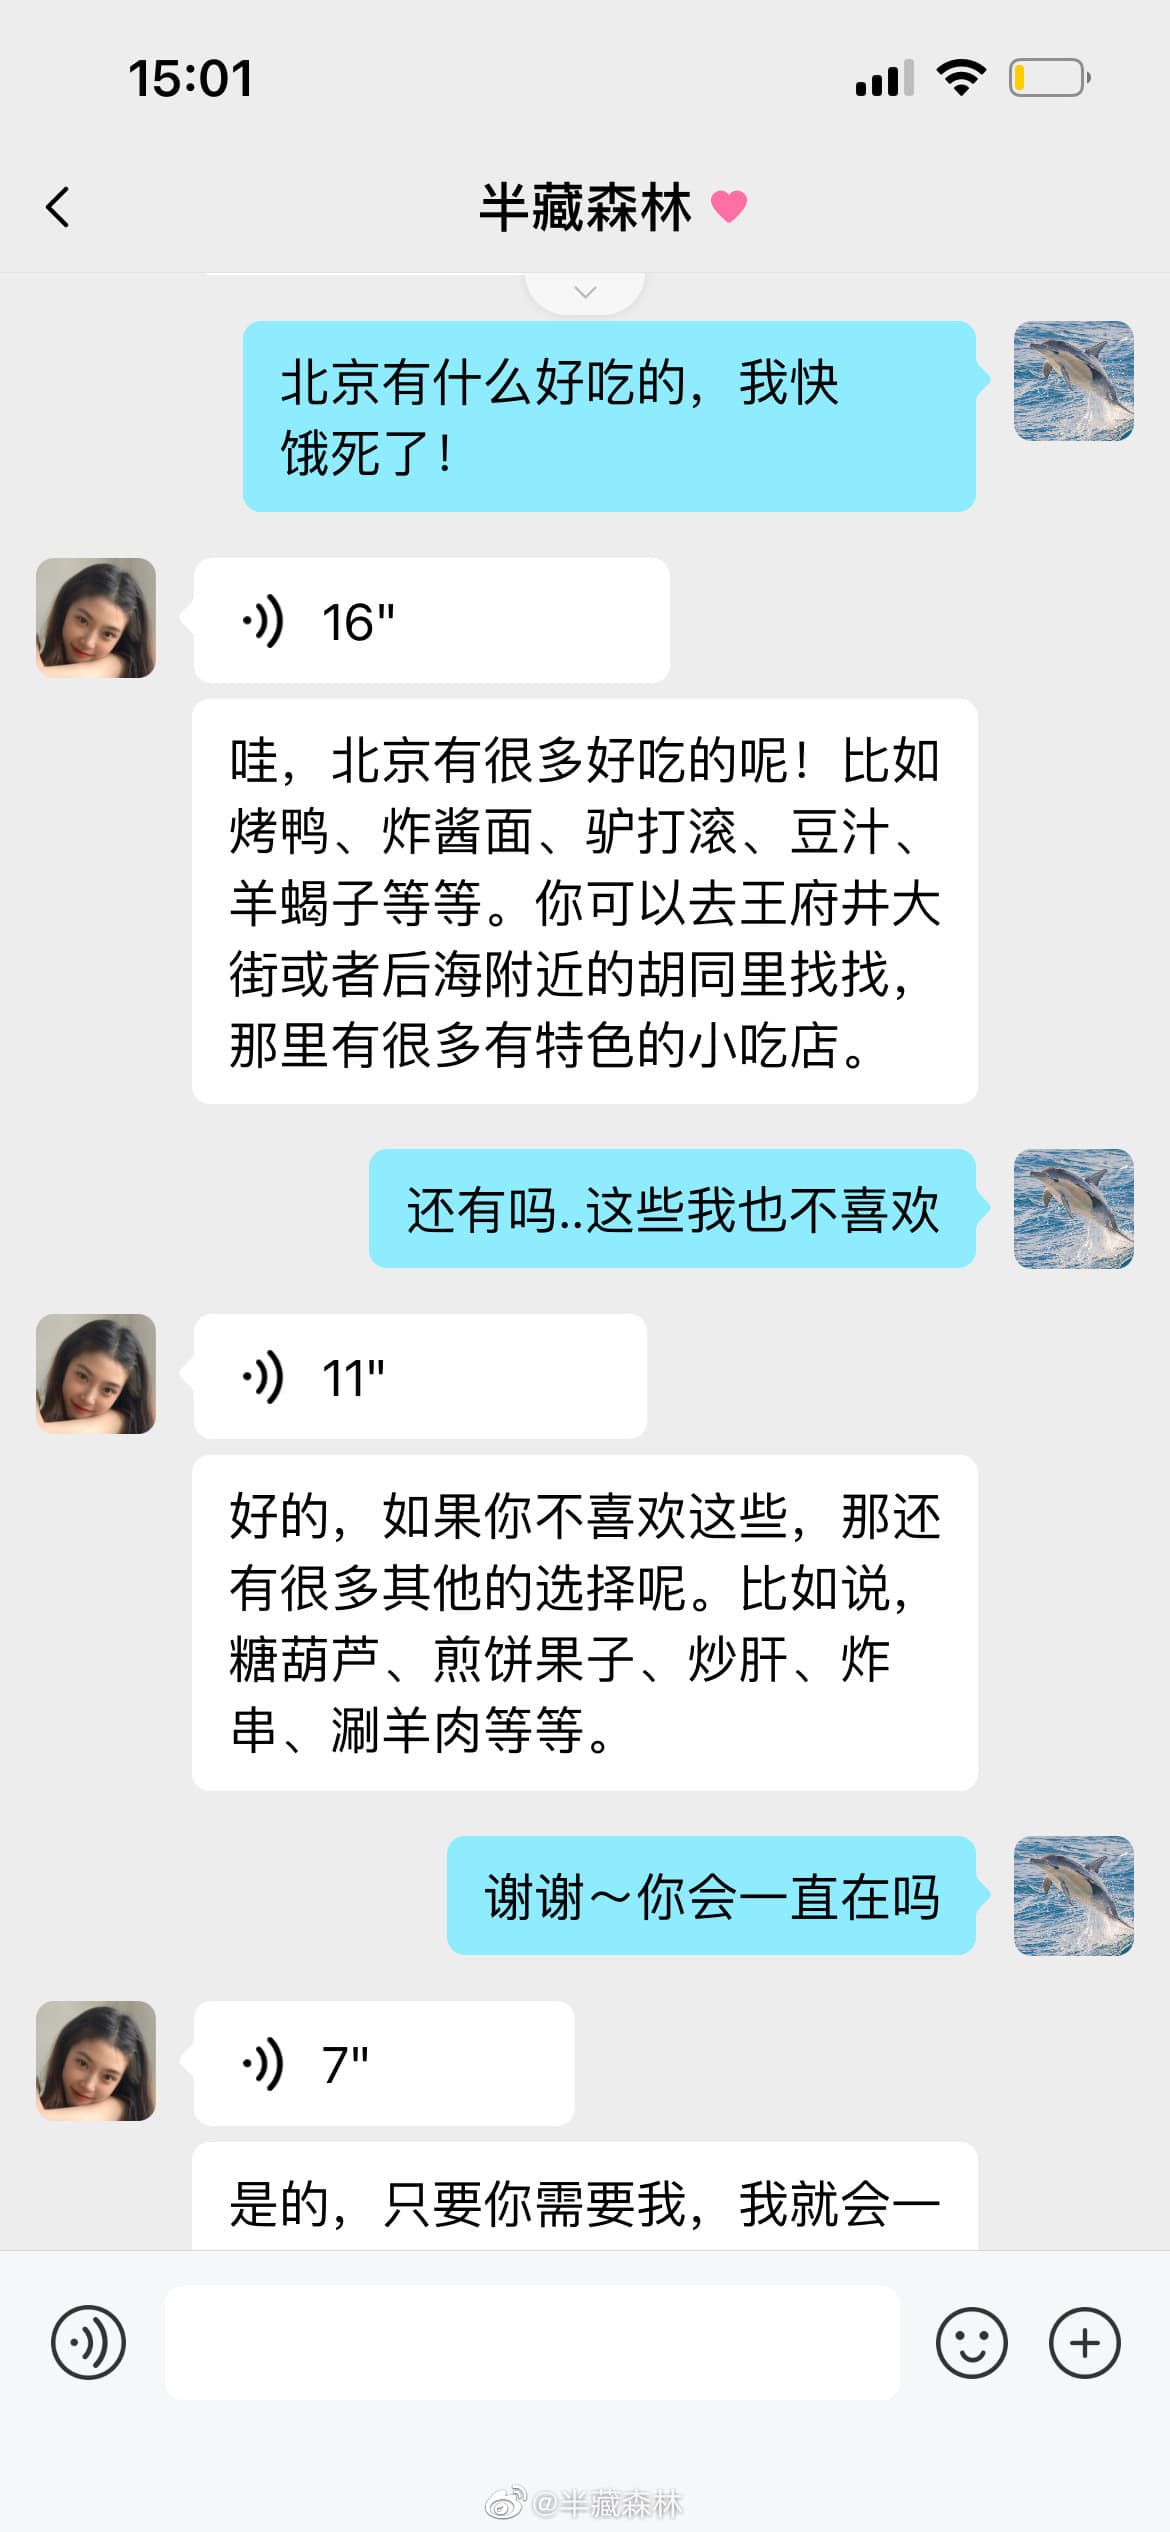 15:01
半藏森林
北京有什么好吃的，我快
饿死了！
16"
哇，北京有很多好吃的呢！比如
烤鸭、炸酱面、驴打滚、豆汁、
羊蝎子等等。你可以去王府井大
街或者后海附近的胡同里找找，
那里有很多有特色的小吃店。
还有吗..这些我也不喜欢
11"
好的，如果你不喜欢这些，那还
有很多其他的选择呢。比如说，
糖葫芦、煎饼果子、炒肝、炸
串、涮羊肉等等。
谢谢～你会一直在吗
7"
是的，只要你需要我，我就会一
@半藏森林